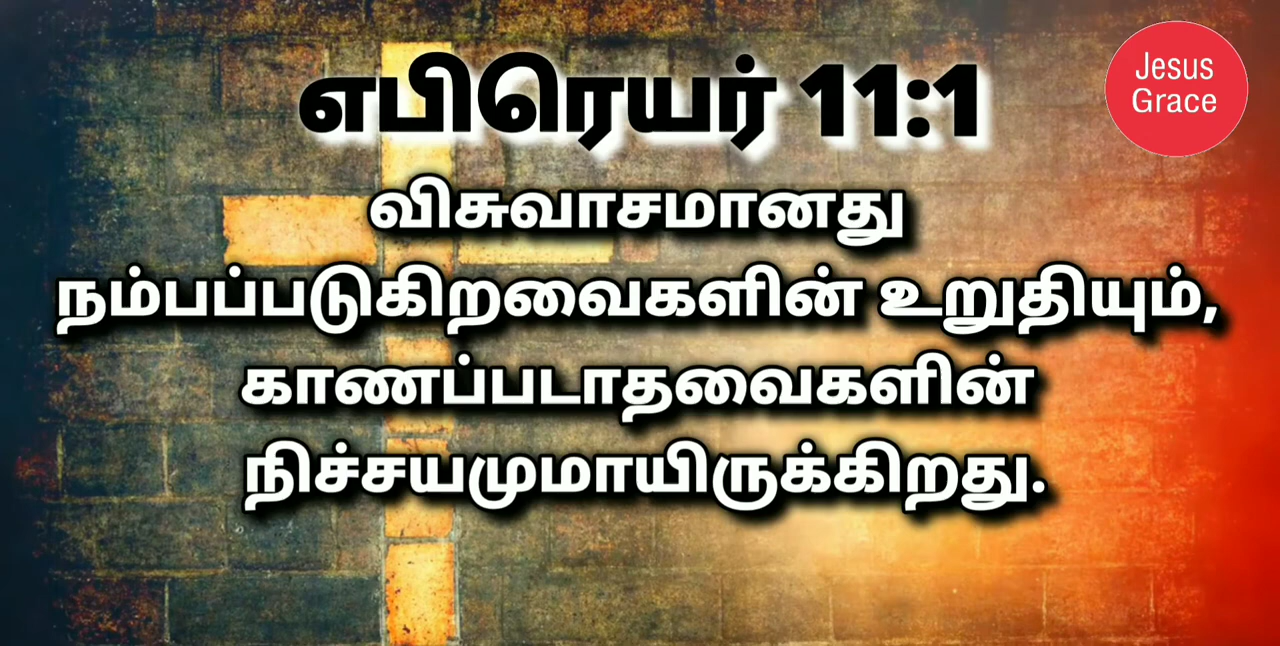 எபிரெயர் 11:1
Jesus
Grace
விசுவாசமானது
நம்பப்படுகிறவைகளின் உறுதியும்,
காணப்படாதவைகளின்
நிச்சயமுமாயிருக்கிறது.